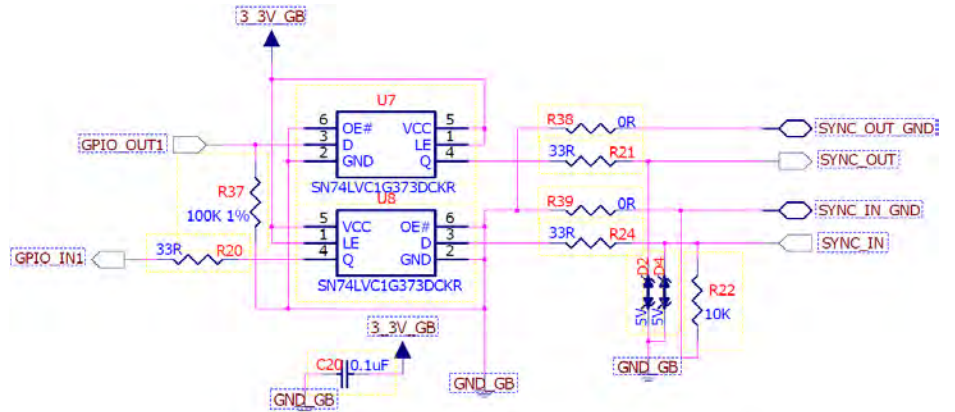 3_3V_GB
U7
6 OE# VCC 5
3 D LE 1
2 GND Q 4
SN74LVC1G373DCKR
GPIO_OUT1
R37
100K 1%
U8
5 VCC OE# 6
1 LE D 3
4 Q GND 2
SN74LVC1G373DCKR
GPIO_IN1
33R R20
R38 0R
33R R21
R39 0R
33R R24
SYNC_OUT_GND
SYNC_OUT
SYNC_IN_GND
SYNC_IN
D2
5V
D4
5V
R22
10K
GND_GB
3_3V_GB
C20 0.1uF
GND_GB
GND_GB